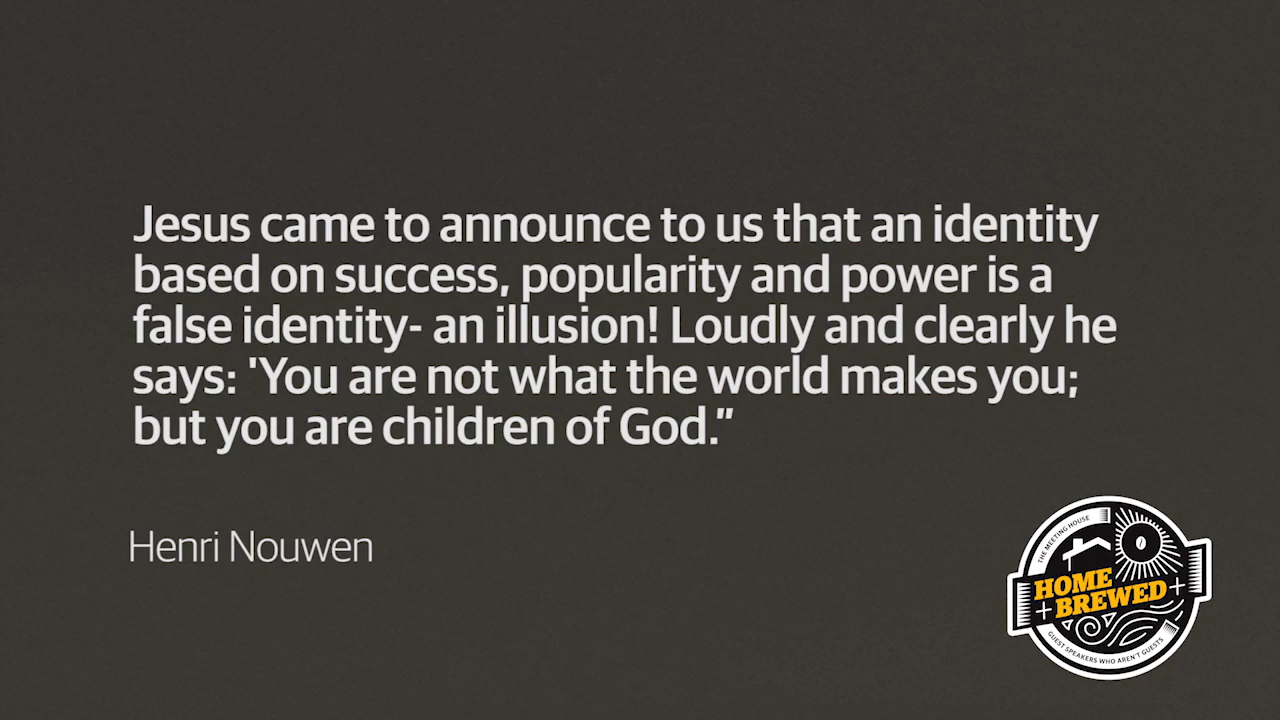 Jesus came to announce to us that an identity
based on success, popularity and power is a
false identity- an illusion! Loudly and clearly he
says: 'You are not what the world makes you;
but you are children of God.”
Henri Nouwen
THE MEETING HOUSE
HOME
BREWED
GUEST SPEAKERS WHO AREN'T GUESTS